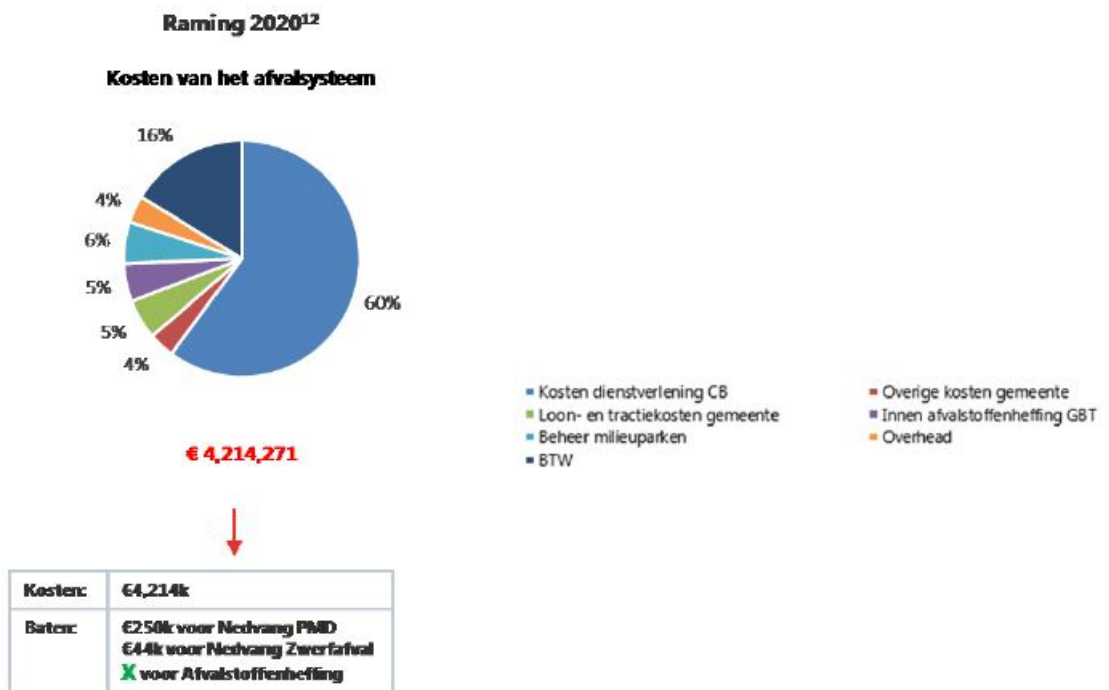 Raming 2020¹²
Kosten van het afvalsysteem
16%
4%
6%
5%
5%
4%
60%
€ 4,214,271
Kosten dienstverlening CB
Overige kosten gemeente
Loon- en tractiekosten gemeente
Innen afvalstoffenheffing GBT
Beheer milieuparken
Overhead
BTW
Kosten: €4,214k
Baten: €250k voor Nedvang PMD
€44k voor Nedvang Zwerfafval
X voor Afvalstoffenheffing